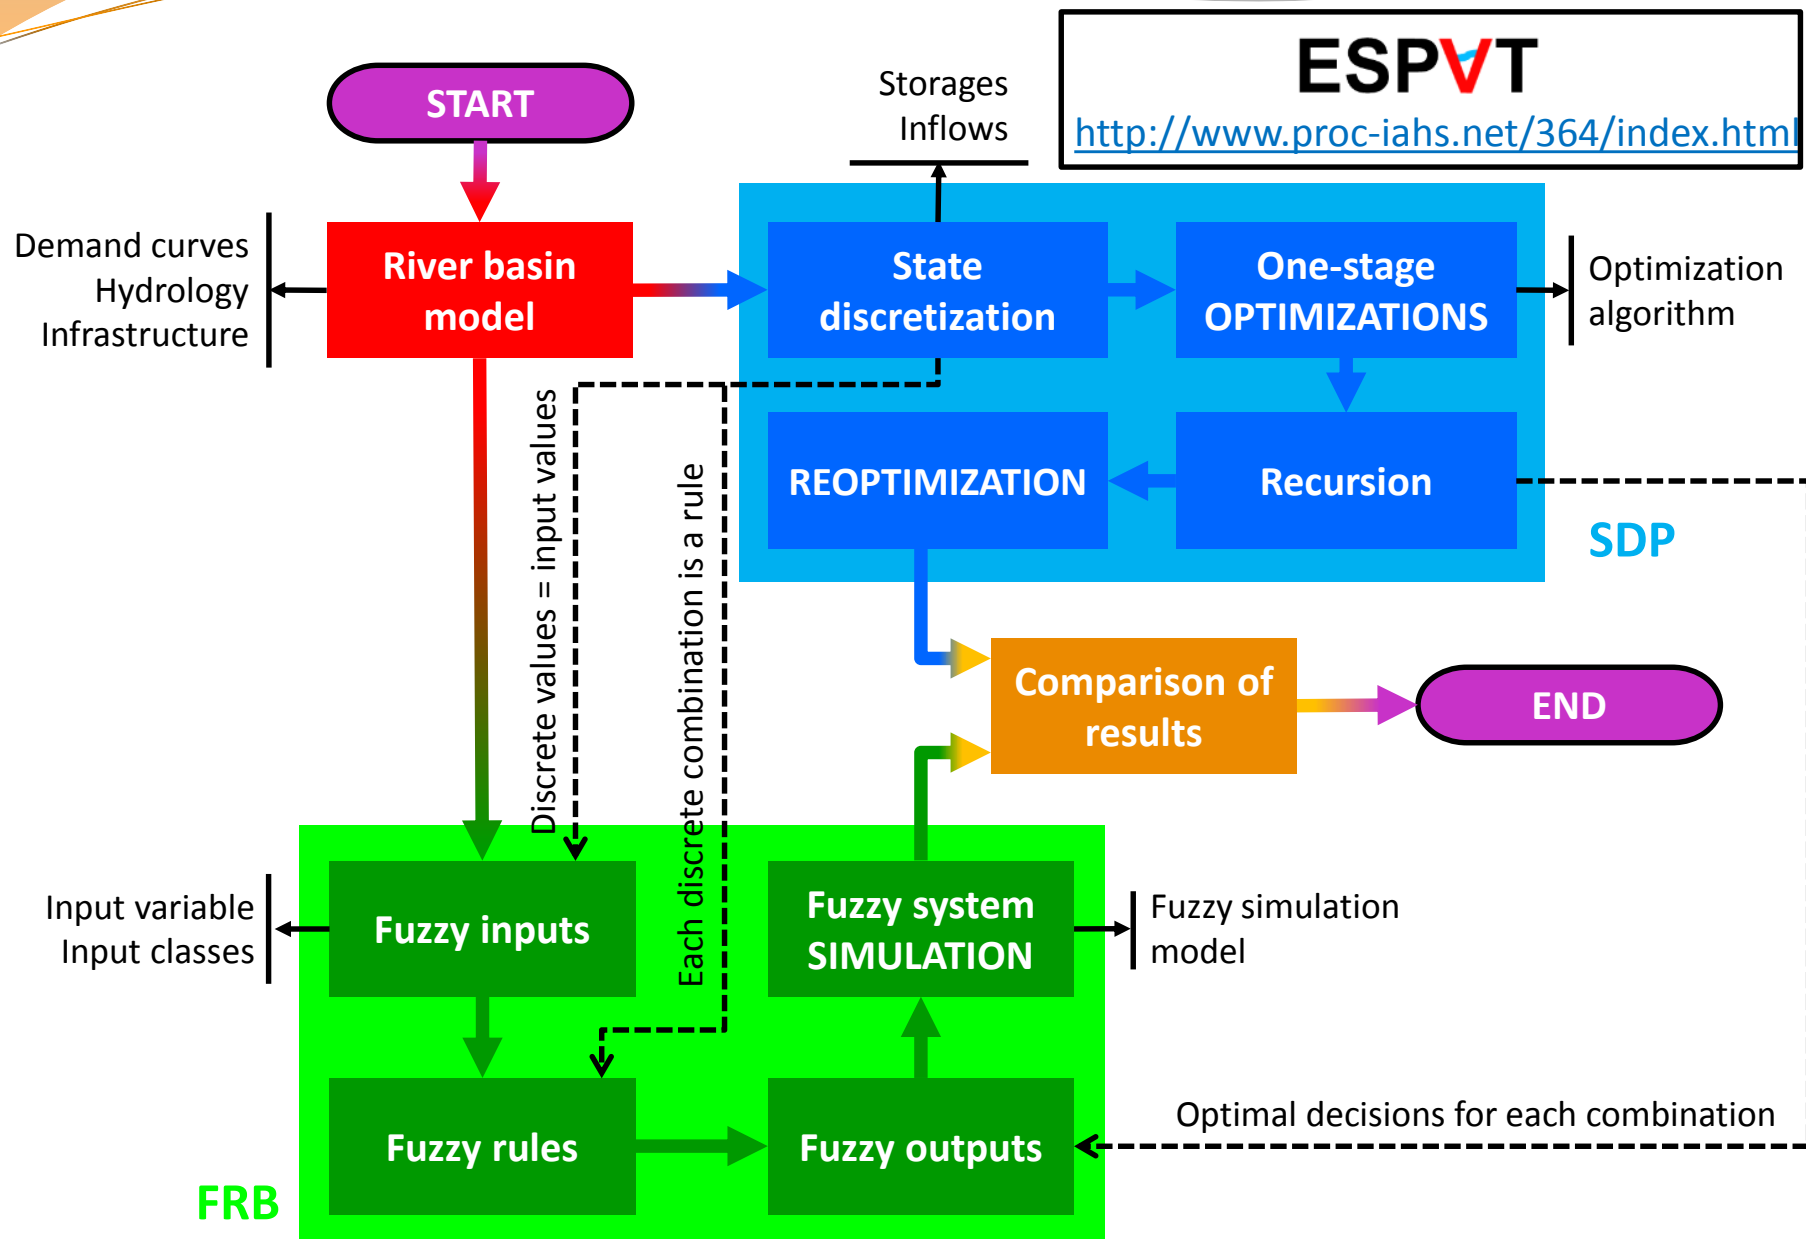 ESPAT
http://www.proc-iahs.net/364/index.html
START
Storages
Inflows
Demand curves
Hydrology
Infrastructure
River basin
model
State
discretization
One-stage
OPTIMIZATIONS
Optimization
algorithm
REOPTIMIZATION
Recursion
SDP
Discrete values = input values
Each discrete combination is a rule
Comparison of
results
END
Input variable
Input classes
Fuzzy inputs
Fuzzy system
SIMULATION
Fuzzy simulation
model
Fuzzy rules
Fuzzy outputs
Optimal decisions for each combination
FRB